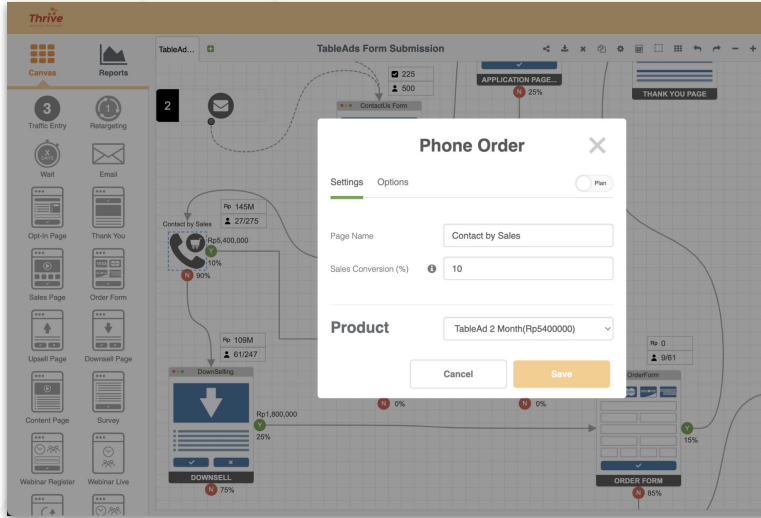 Thrive
Canvas
Reports
3
Traffic Entry
1
Retargeting
X
DAYS
Wait
Email
Opt-In Page
Thank You
Sales Page
Order Form
Upsell Page
Downsell Page
Content Page
Survey
Webinar Register
Webinar Live
TableAd...
TableAds Form Submission
2
225
500
ContactUs Form
APPLICATION PAGE...
N 25%
THANK YOU PAGE
Rp 145M
27/275
Contact by Sales
Rp5,400,000
Y
10%
N 90%
Rp 109M
61/247
DownSelling
Rp1,800,000
Y
25%
DOWNSELL
N 75%
Phone Order
Settings Options
Plan
Page Name
Contact by Sales
Sales Conversion (%)
10
Product
TableAd 2 Month(Rp5400000)
Cancel
Save
N 0%
N 0%
Rp 0
9/61
OrderForm
Y
15%
ORDER FORM
N 85%